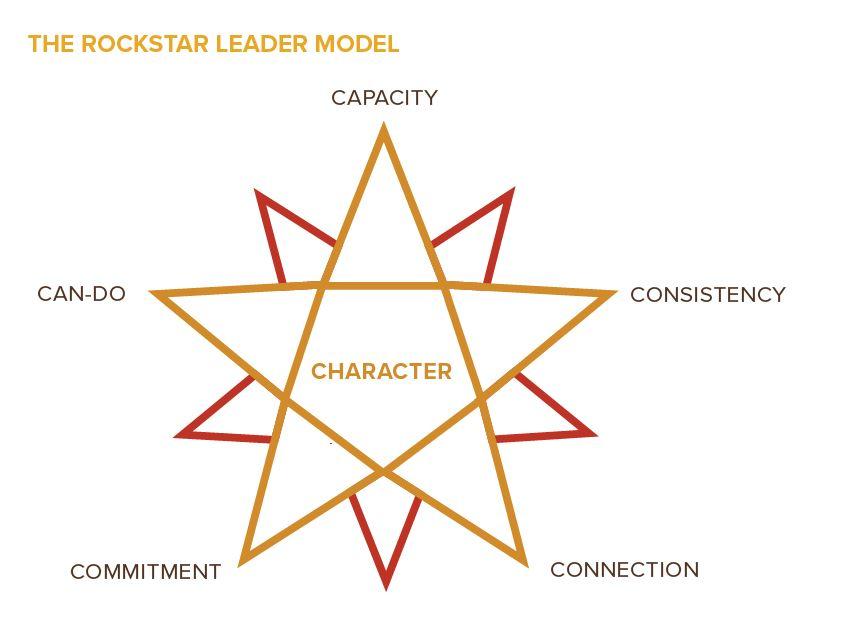 THE ROCKSTAR LEADER MODEL
CAPACITY
CAN-DO
CONSISTENCY
CHARACTER
COMMITMENT
CONNECTION